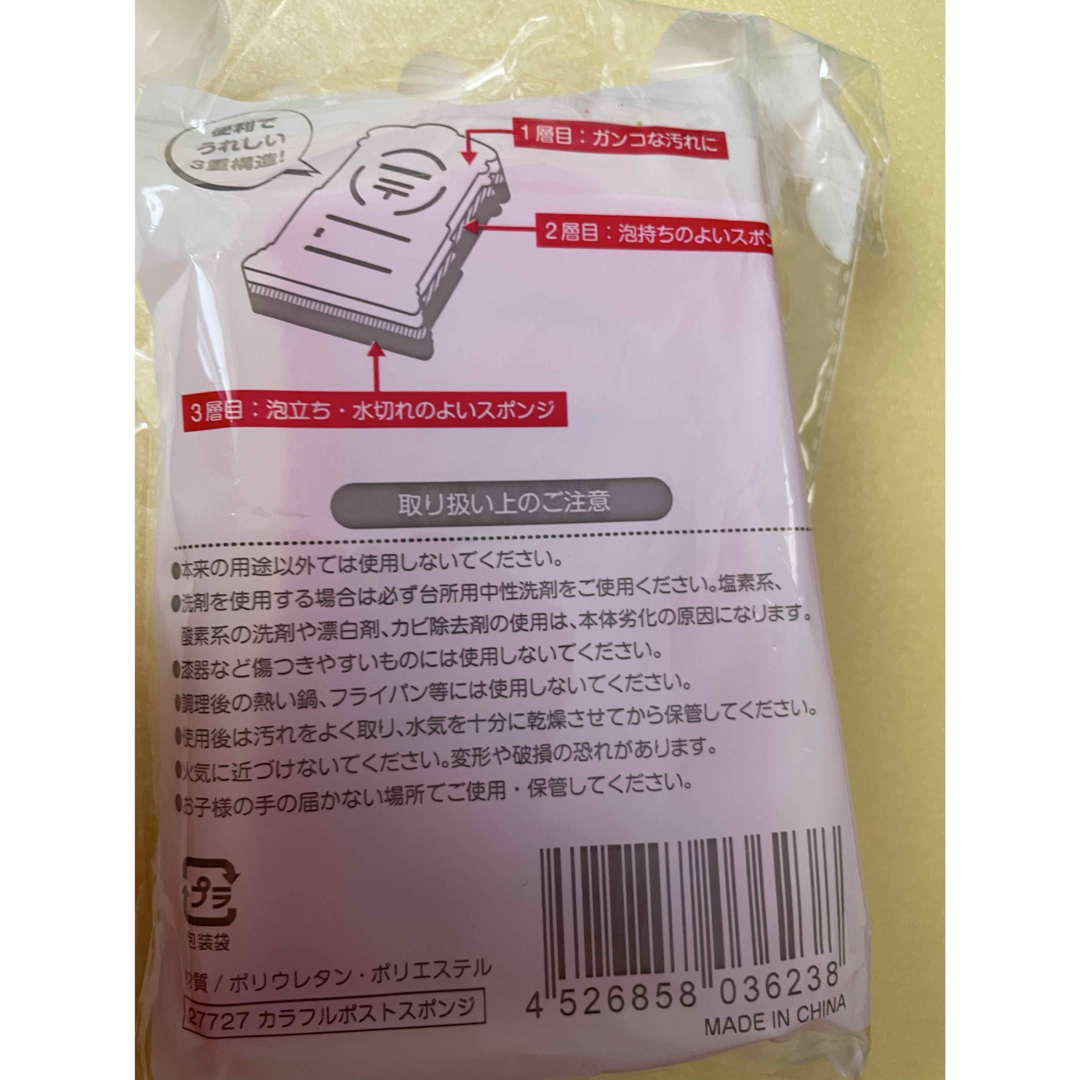 便利で
うれしい
3重構造!
1層目：ガンコな汚れに
2層目：泡持ちのよいスポン
3層目：泡立ち・水切れのよいスポンジ
取り扱い上のご注意
●本来の用途以外では使用しないでください。
●洗剤を使用する場合は必ず台所用中性洗剤をご使用ください。塩素系、
酸素系の洗剤や漂白剤、カビ除去剤の使用は、本体劣化の原因になります。
●漆器など傷つきやすいものには使用しないでください。
●調理後の熱い鍋、フライパン等には使用しないでください。
●使用後は汚れをよく取り、水気を十分に乾燥させてから保管してください。
●火気に近づけないでください。変形や破損の恐れがあります。
●お子様の手の届かない場所でご使用・保管してください。
プラ
包装袋
材質 / ポリウレタン・ポリエステル
27727 カラフルポストスポンジ
4 526858 036238
MADE IN CHINA